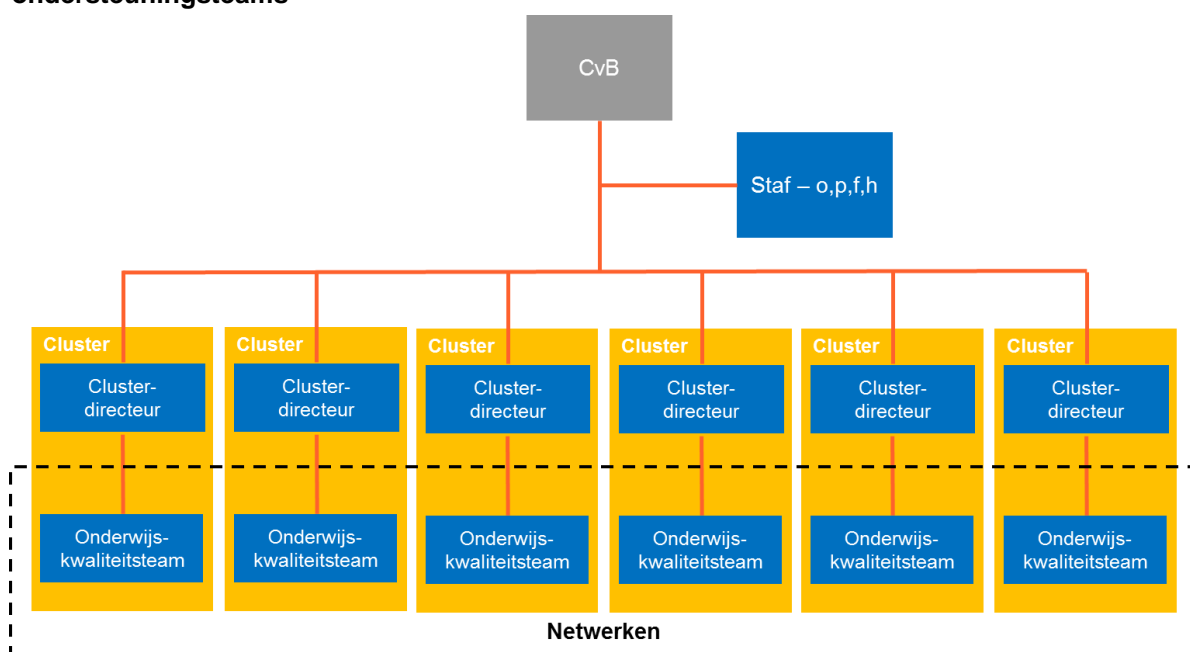 ondersteuningsteams
CvB
Staf – o,p,f,h
Cluster
Cluster-
directeur
Onderwijs-
kwaliteitsteam
Cluster
Cluster-
directeur
Onderwijs-
kwaliteitsteam
Cluster
Cluster-
directeur
Onderwijs-
kwaliteitsteam
Cluster
Cluster-
directeur
Onderwijs-
kwaliteitsteam
Cluster
Cluster-
directeur
Onderwijs-
kwaliteitsteam
Cluster
Cluster-
directeur
Onderwijs-
kwaliteitsteam
Netwerken